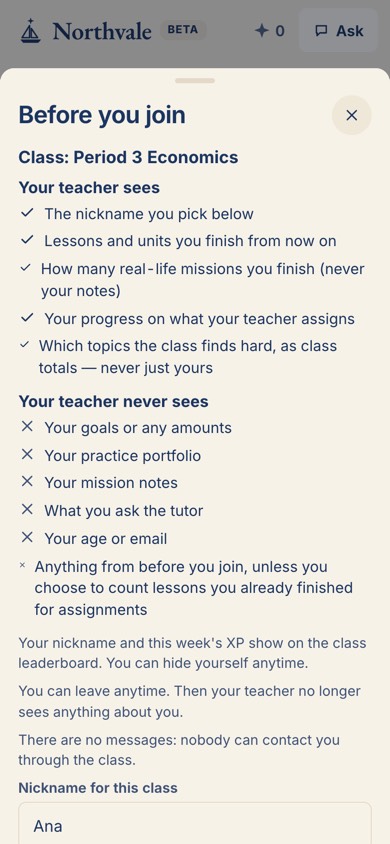 Northvale BETA 0 Ask
Before you join
Class: Period 3 Economics
Your teacher sees
The nickname you pick below
Lessons and units you finish from now on
How many real-life missions you finish (never
your notes)
Your progress on what your teacher assigns
Which topics the class finds hard, as class
totals — never just yours
Your teacher never sees
Your goals or any amounts
Your practice portfolio
Your mission notes
What you ask the tutor
Your age or email
Anything from before you join, unless you
choose to count lessons you already finished
for assignments
Your nickname and this week's XP show on the class
leaderboard. You can hide yourself anytime.
You can leave anytime. Then your teacher no longer
sees anything about you.
There are no messages: nobody can contact you
through the class.
Nickname for this class
Ana